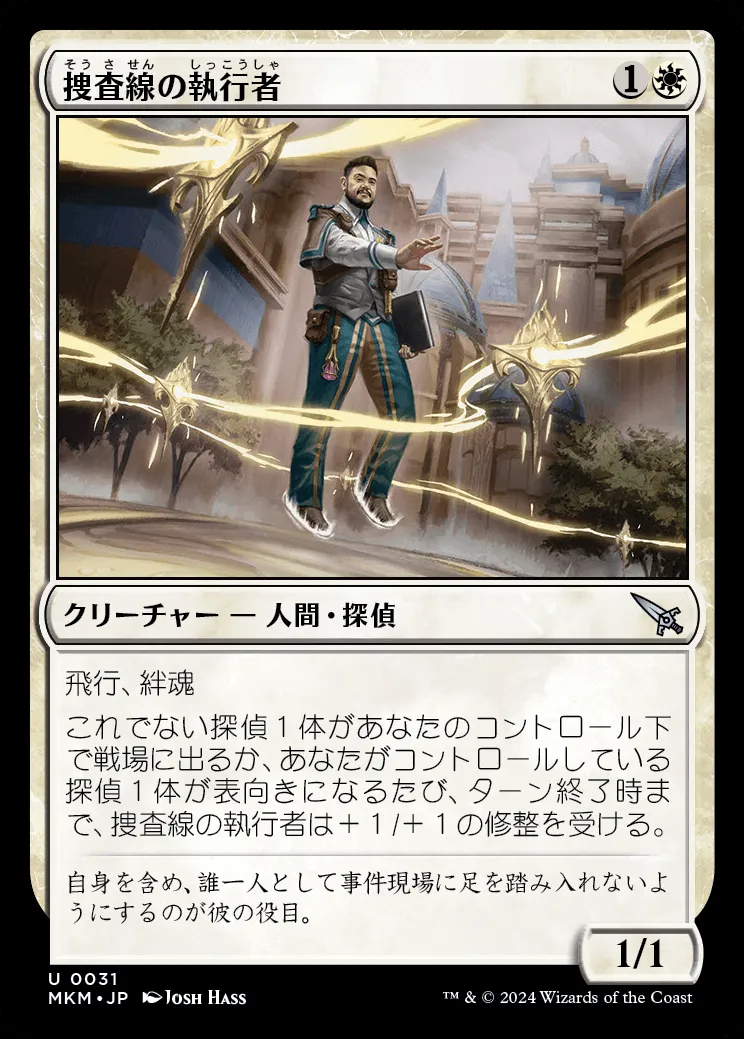 そうさせん しっこうしゃ
捜査線の執行者 1
クリーチャー — 人間・探偵
飛行、絆魂
これでない探偵１体があなたのコントロール下
で戦場に出るか、あなたがコントロールしている
探偵１体が表向きになるたび、ターン終了時ま
で、捜査線の執行者は＋１/＋１の修整を受ける。
自身を含め、誰一人として事件現場に足を踏み入れないよ
うにするのが彼の役目。
1/1
U 0031
MKM • JP Josh Hass
™ & © 2024 Wizards of the Coast